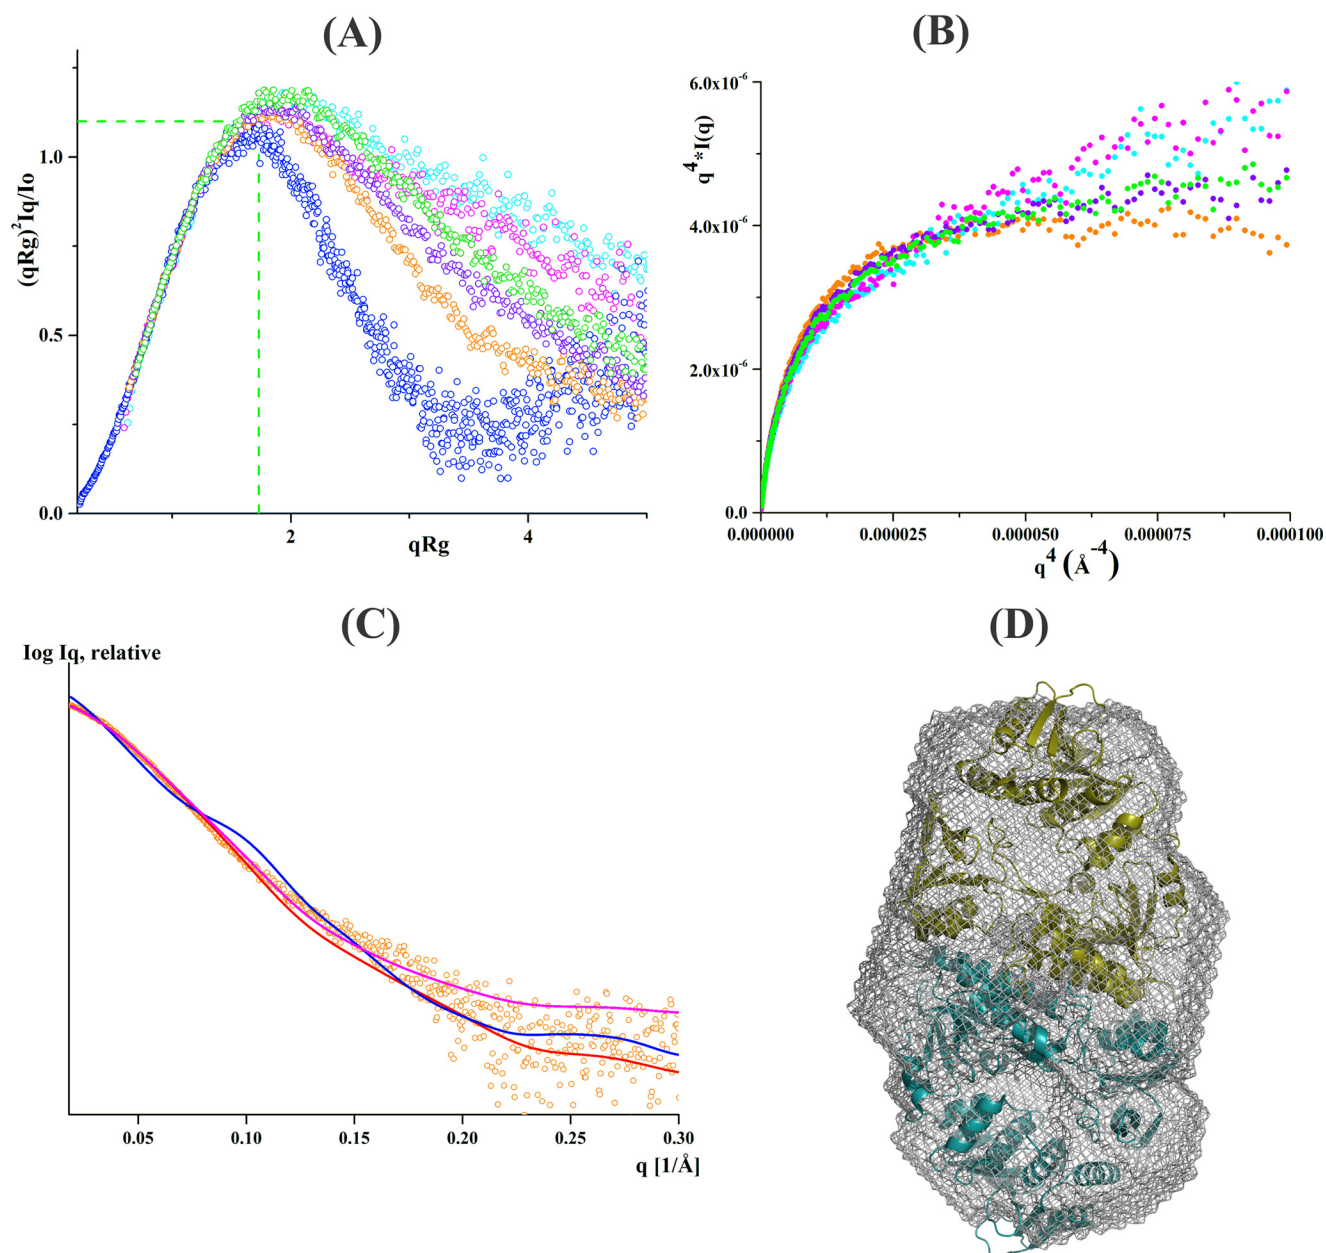 (A)
(B)
(qRg)²Iq/Io
1.0
0.5
0.0
2
4
qRg
q⁴*I(q)
6.0x10⁻⁶
4.0x10⁻⁶
2.0x10⁻⁶
0.0
0.000000
0.000025
0.000050
0.000075
0.000100
q⁴ (Å⁻⁴)
(C)
(D)
Iog Iq, relative
0.05
0.10
0.15
0.20
0.25
0.30
q [1/Å]